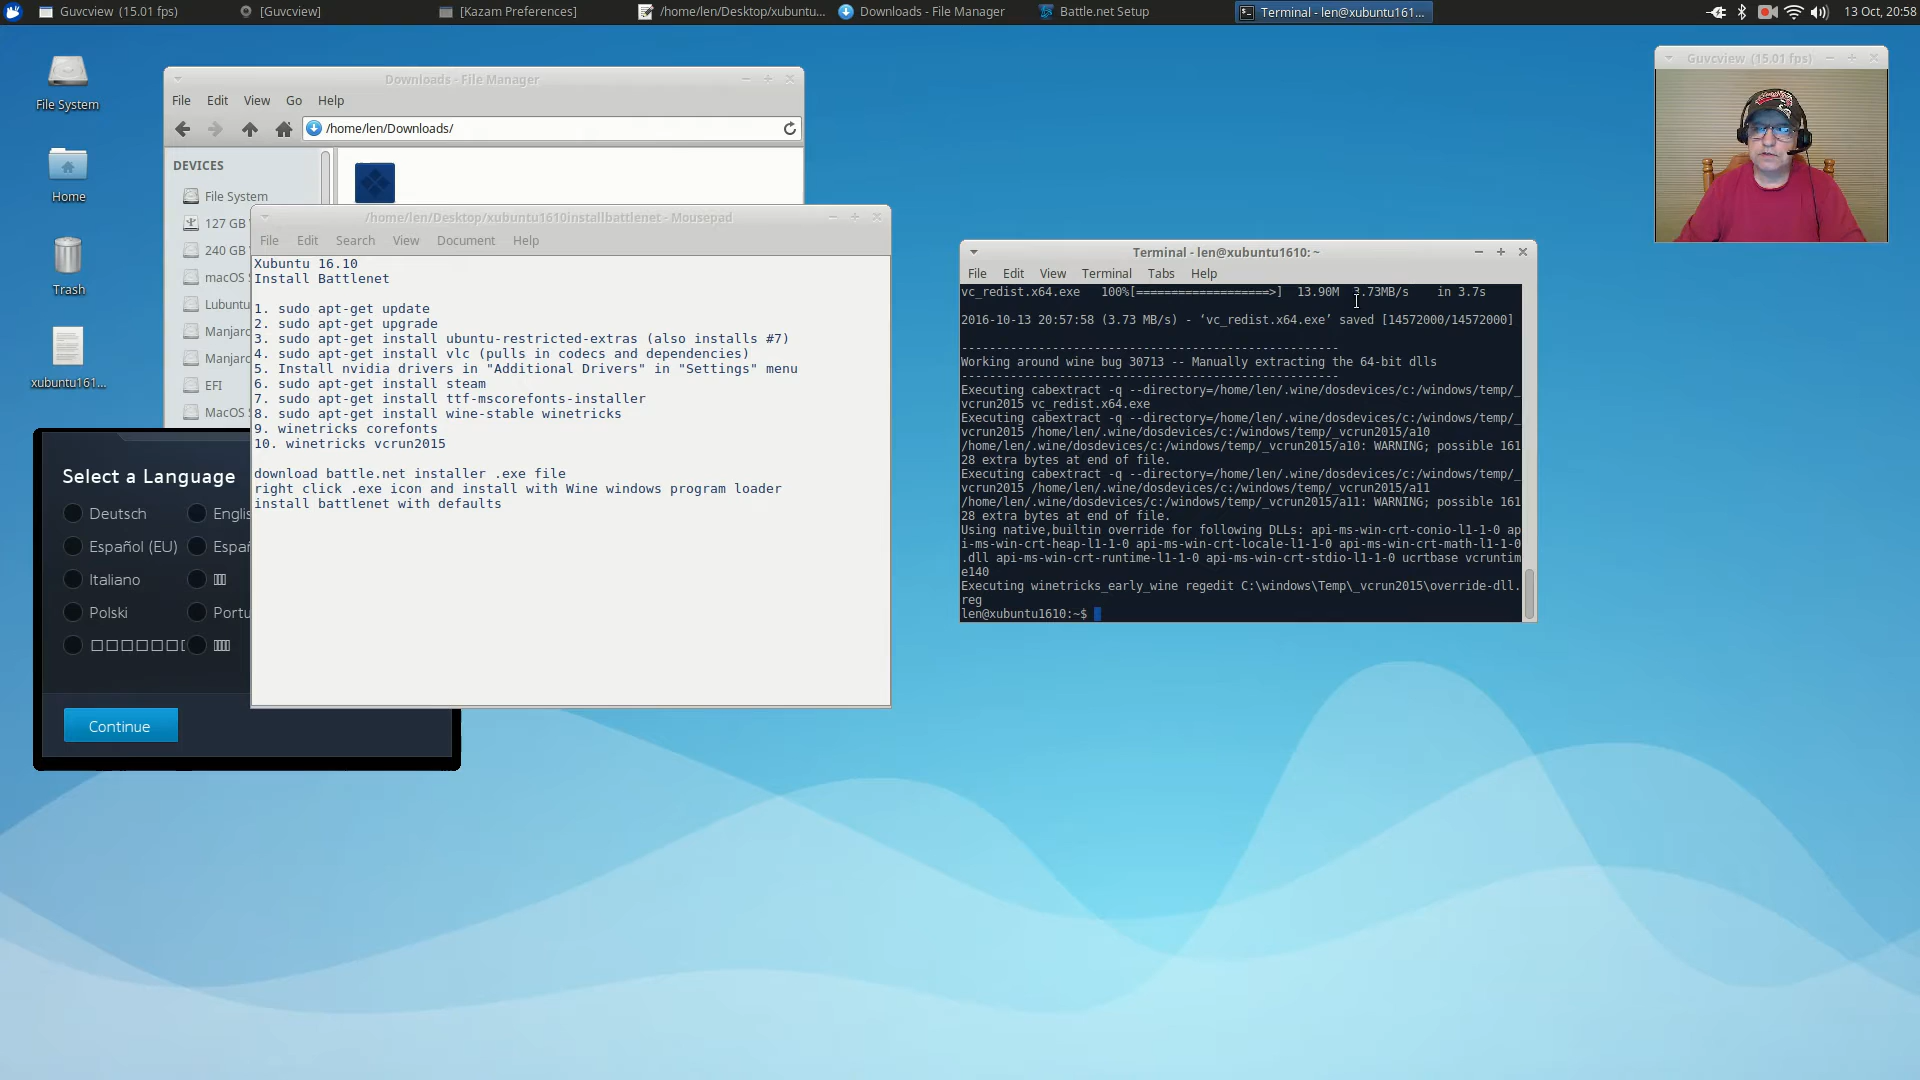 Guvcview (15.01 fps)
[Guvcview]
[Kazam Preferences]
/home/len/Desktop/xubuntu...
Downloads - File Manager
Battle.net Setup
Terminal - len@xubuntu161...
13 Oct, 20:58
File System
Home
Trash
xubuntu161...
Downloads - File Manager
File Edit View Go Help
/home/len/Downloads/
DEVICES
File System
127 GB
240 GB
macOS
Lubuntu
Manjaro
Manjaro
EFI
MacOS
/home/len/Desktop/xubuntu1610installbattlenet - Mousepad
File Edit Search View Document Help
Xubuntu 16.10
Install Battlenet
1. sudo apt-get update
2. sudo apt-get upgrade
3. sudo apt-get install ubuntu-restricted-extras (also installs #7)
4. sudo apt-get install vlc (pulls in codecs and dependencies)
5. Install nvidia drivers in "Additional Drivers" in "Settings" menu
6. sudo apt-get install steam
7. sudo apt-get install ttf-mscorefonts-installer
8. sudo apt-get install wine-stable winetricks
9. winetricks corefonts
10. winetricks vcrun2015
download battle.net installer .exe file
right click .exe icon and install with Wine windows program loader
install battlenet with defaults
Select a Language
Deutsch Englis
Español (EU) Españ
Italiano
Polski Portu
Continue
Terminal - len@xubuntu1610: ~
File Edit View Terminal Tabs Help
vc_redist.x64.exe 100%[===================>] 13.90M 3.73MB/s in 3.7s
2016-10-13 20:57:58 (3.73 MB/s) - ‘vc_redist.x64.exe’ saved [14572000/14572000]
------------------------------------------------------
Working around wine bug 30713 -- Manually extracting the 64-bit dlls
------------------------------------------------------
Executing cabextract -q --directory=/home/len/.wine/dosdevices/c:/windows/temp/_
vcrun2015 vc_redist.x64.exe
Executing cabextract -q --directory=/home/len/.wine/dosdevices/c:/windows/temp/_
vcrun2015 /home/len/.wine/dosdevices/c:/windows/temp/_vcrun2015/a10
/home/len/.wine/dosdevices/c:/windows/temp/_vcrun2015/a10: WARNING; possible 161
28 extra bytes at end of file.
Executing cabextract -q --directory=/home/len/.wine/dosdevices/c:/windows/temp/_
vcrun2015 /home/len/.wine/dosdevices/c:/windows/temp/_vcrun2015/a11
/home/len/.wine/dosdevices/c:/windows/temp/_vcrun2015/a11: WARNING; possible 161
28 extra bytes at end of file.
Using native,builtin override for following DLLs: api-ms-win-crt-conio-l1-1-0 ap
i-ms-win-crt-heap-l1-1-0 api-ms-win-crt-locale-l1-1-0 api-ms-win-crt-math-l1-1-0
.dll api-ms-win-crt-runtime-l1-1-0 api-ms-win-crt-stdio-l1-1-0 ucrtbase vcruntim
e140
Executing winetricks_early_wine regedit C:\windows\Temp\_vcrun2015\override-dll.
reg
len@xubuntu1610:~$
Guvcview (15.01 fps)